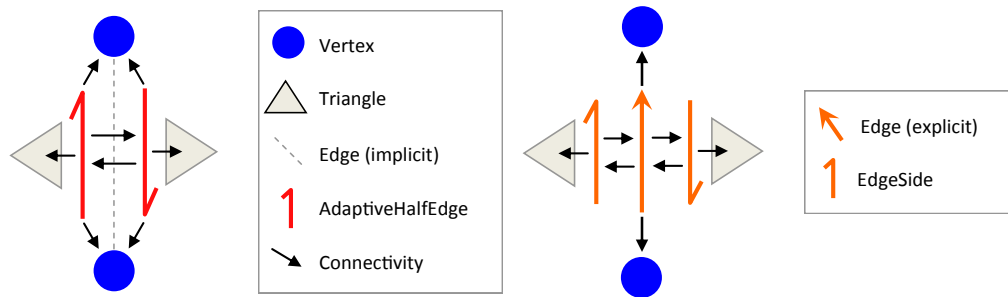 Vertex
Triangle
Edge (implicit)
AdaptiveHalfEdge
Connectivity
Edge (explicit)
EdgeSide